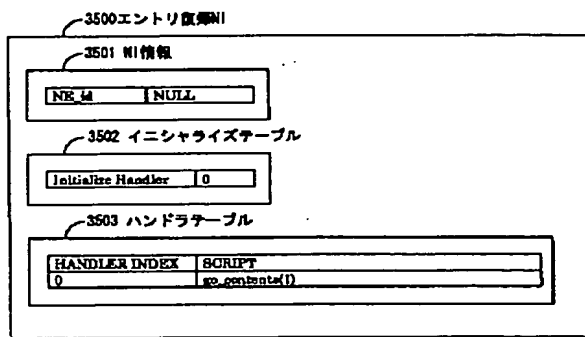 3500エントリ復帰NI
3501 NI情報
NE_id NULL
3502 イニシャライズテーブル
Initialize Handler 0
3503 ハンドラテーブル
HANDLER INDEX SCRIPT
0 go_contents(1)